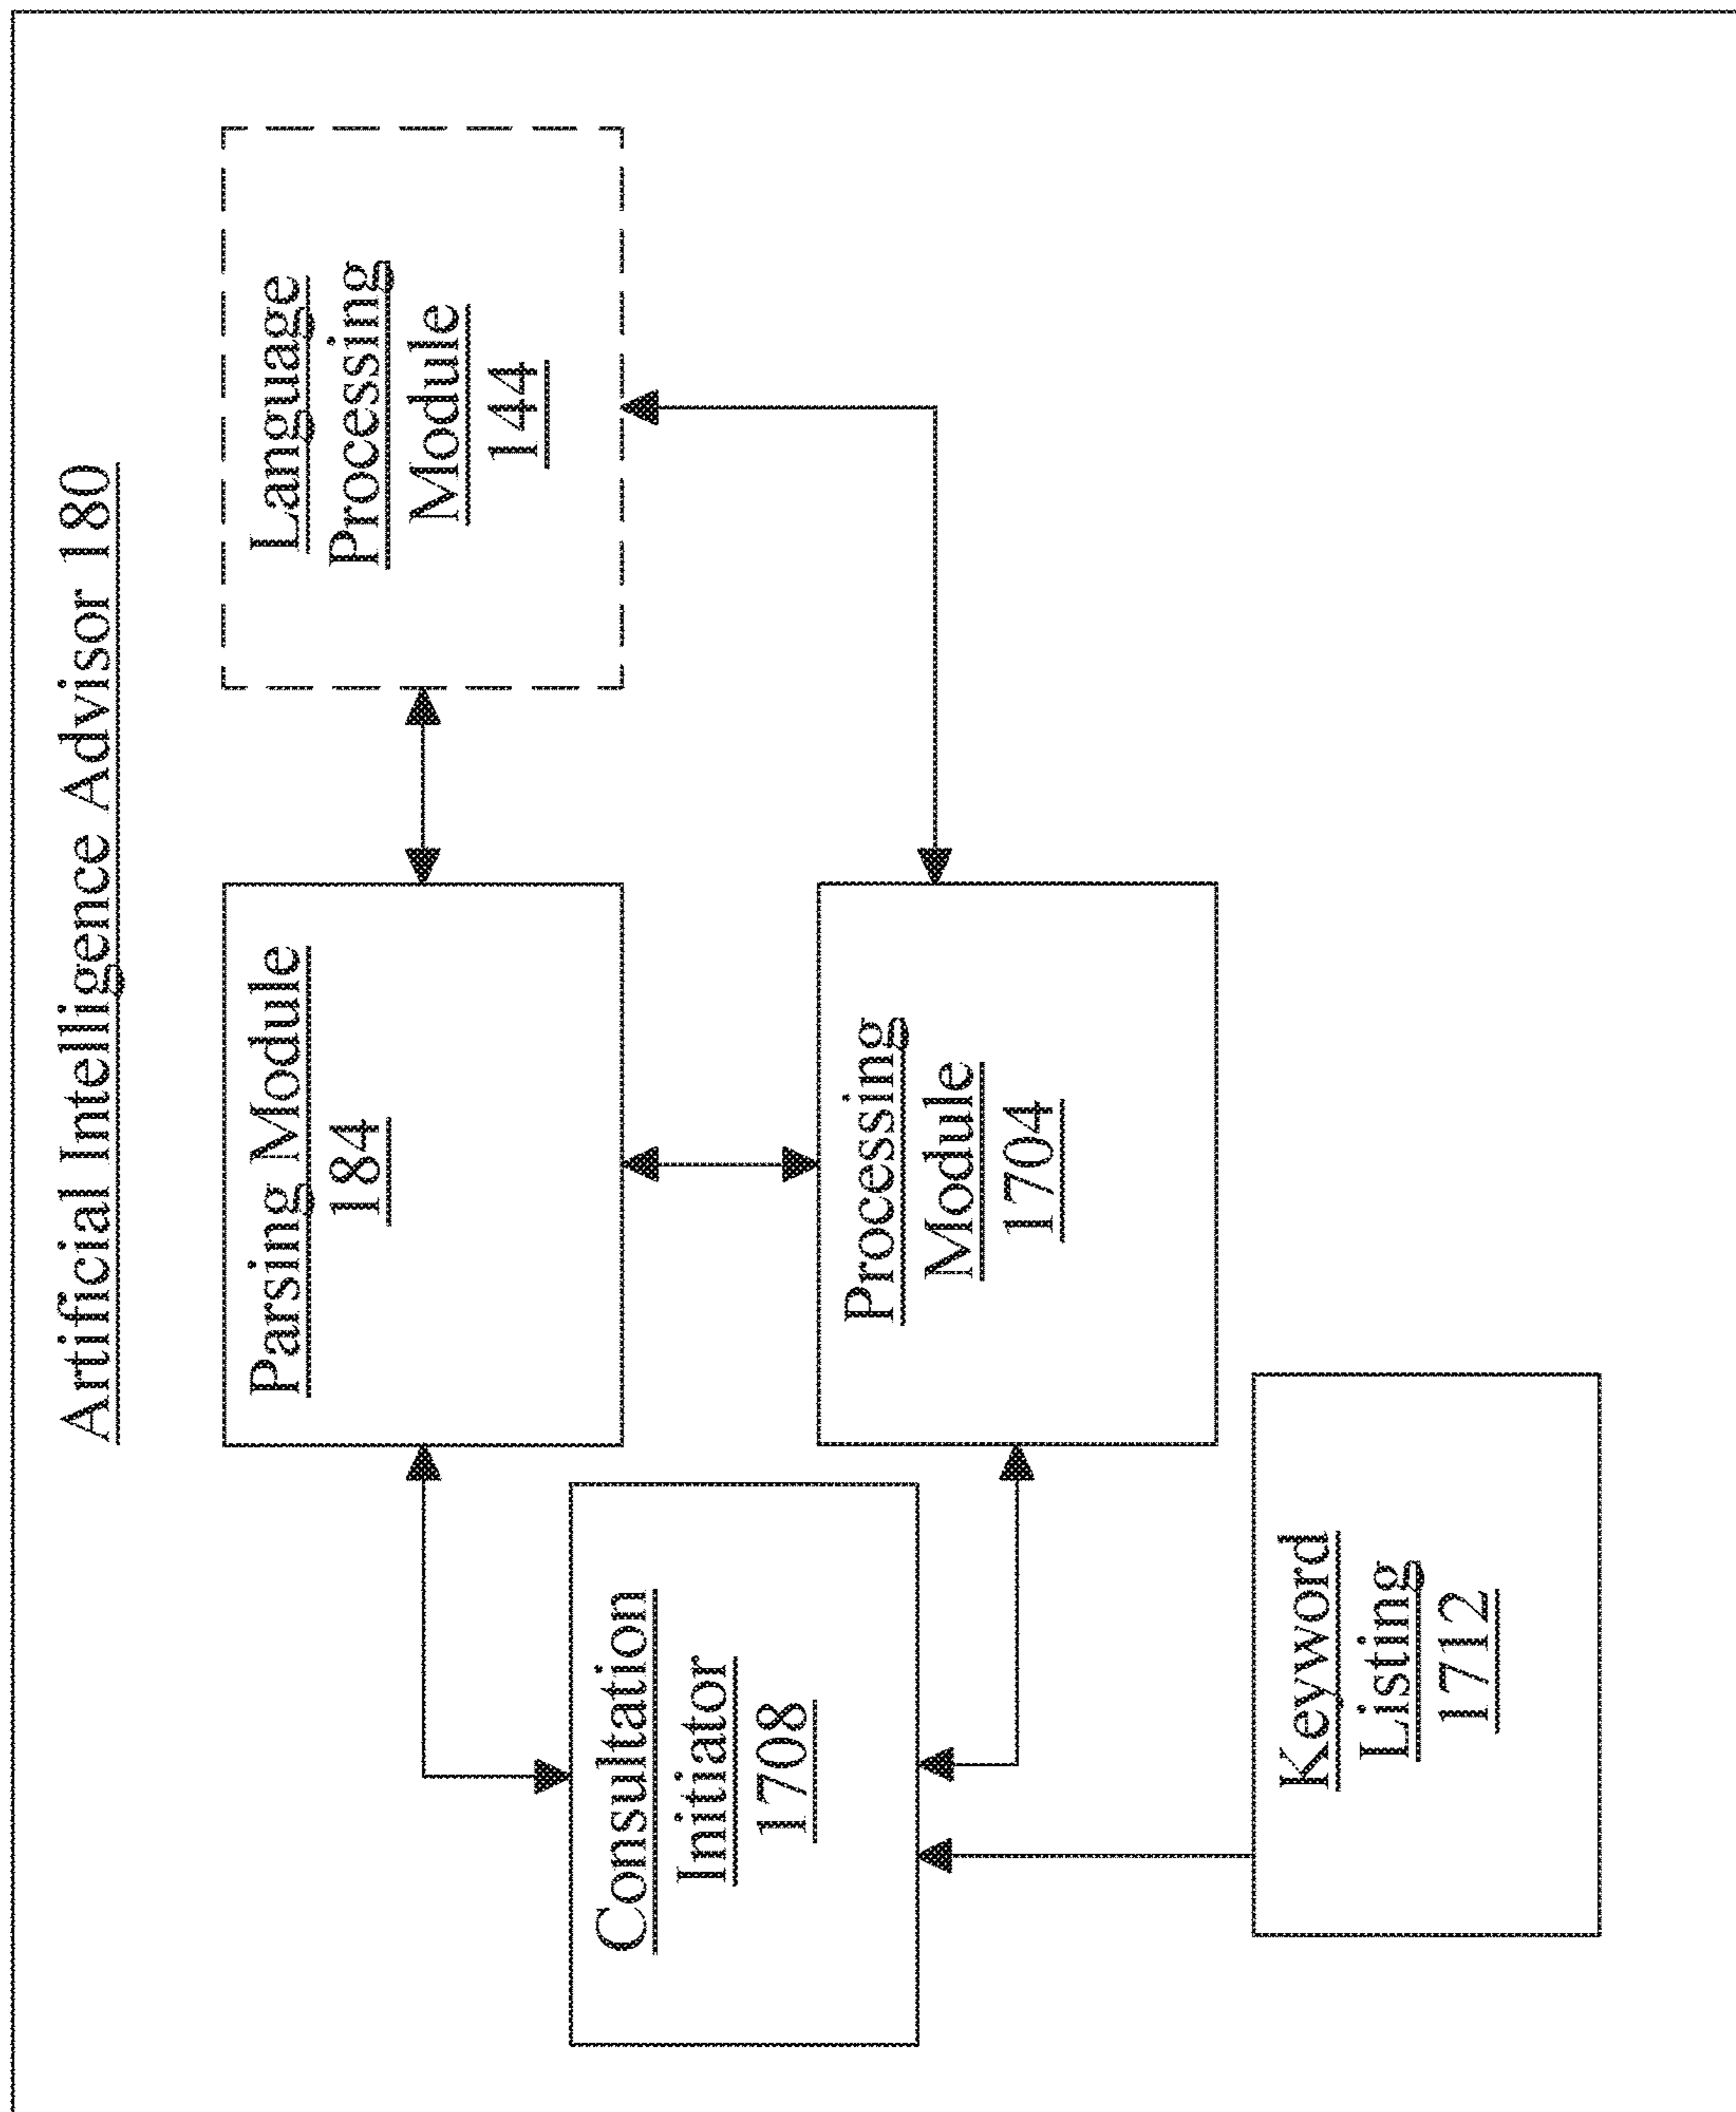 Artificial Intelligence Advisor 180
Consultation
Initiator
1708
Parsing Module
184
Language
Processing
Module
144
Processing
Module
1704
Keyword
Listing
1712